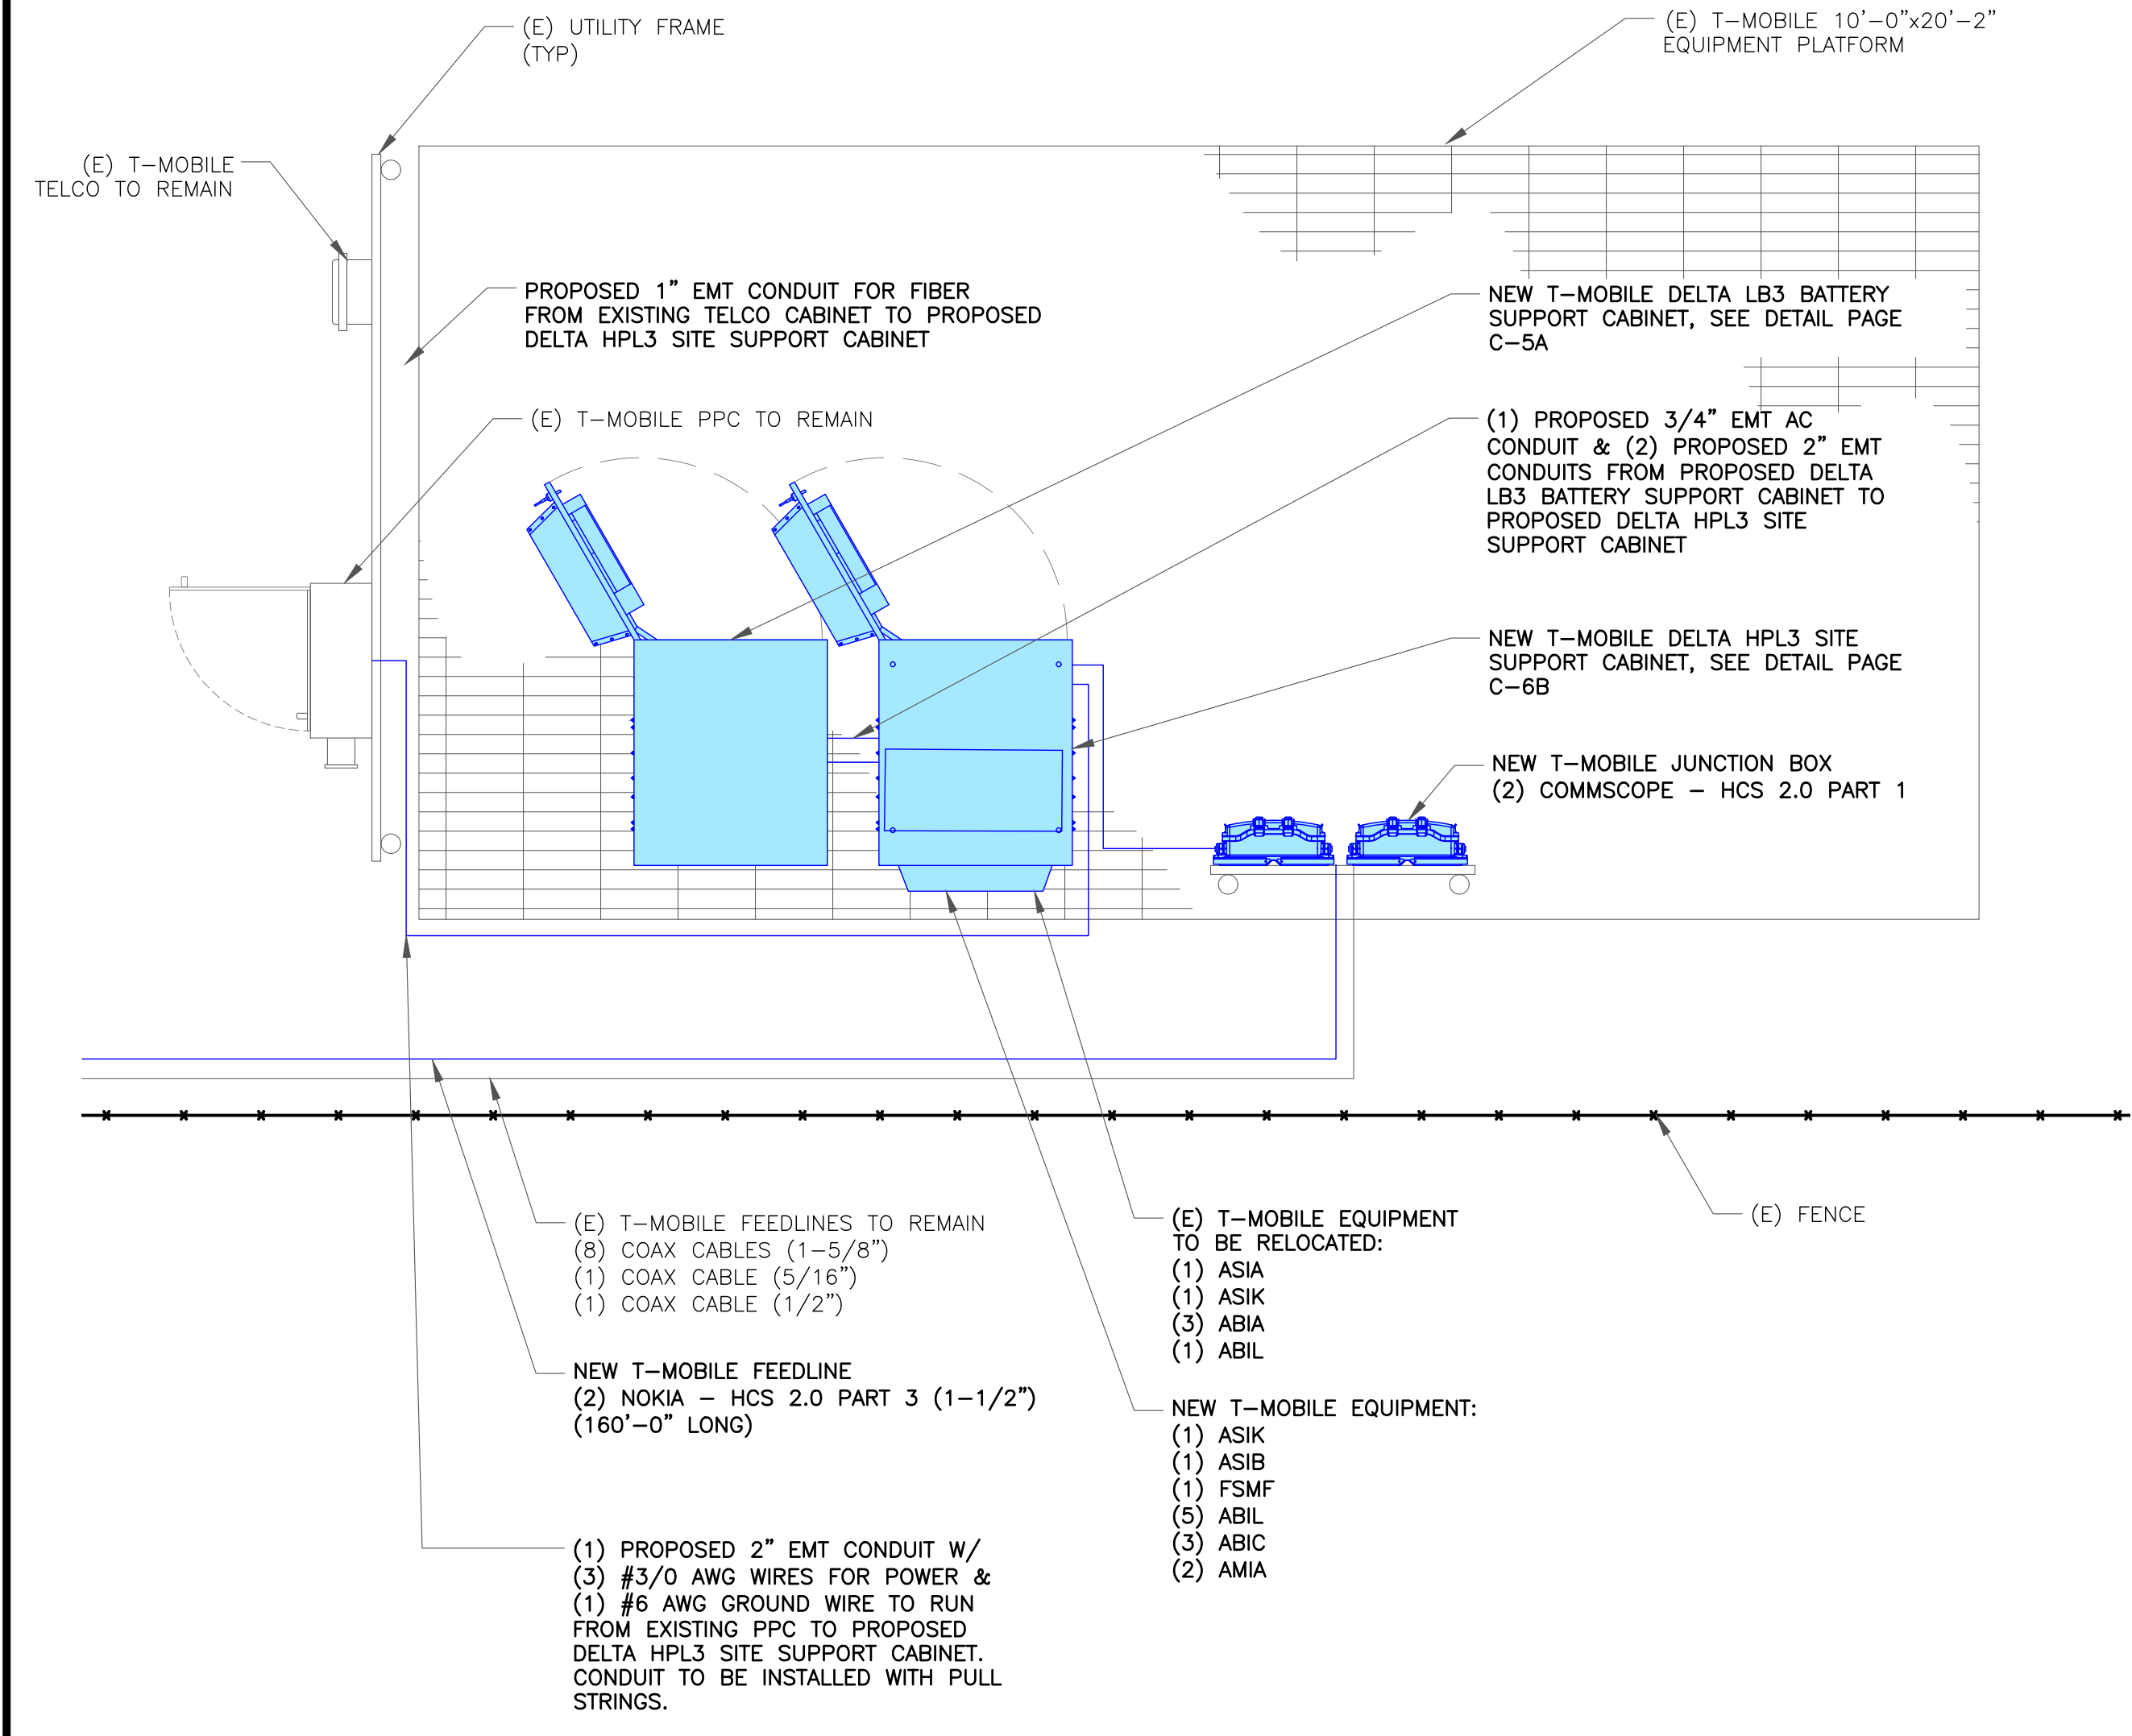 (E) UTILITY FRAME
(TYP)
(E) T-MOBILE 10'-0"x20'-2"
EQUIPMENT PLATFORM
(E) T-MOBILE
TELCO TO REMAIN
PROPOSED 1" EMT CONDUIT FOR FIBER
FROM EXISTING TELCO CABINET TO PROPOSED
DELTA HPL3 SITE SUPPORT CABINET
NEW T-MOBILE DELTA LB3 BATTERY
SUPPORT CABINET, SEE DETAIL PAGE
C-5A
(E) T-MOBILE PPC TO REMAIN
(1) PROPOSED 3/4" EMT AC
CONDUIT & (2) PROPOSED 2" EMT
CONDUITS FROM PROPOSED DELTA
LB3 BATTERY SUPPORT CABINET TO
PROPOSED DELTA HPL3 SITE
SUPPORT CABINET
NEW T-MOBILE DELTA HPL3 SITE
SUPPORT CABINET, SEE DETAIL PAGE
C-6B
NEW T-MOBILE JUNCTION BOX
(2) COMMSCOPE - HCS 2.0 PART 1
(E) FENCE
(E) T-MOBILE FEEDLINES TO REMAIN
(8) COAX CABLES (1-5/8")
(1) COAX CABLE (5/16")
(1) COAX CABLE (1/2")
NEW T-MOBILE FEEDLINE
(2) NOKIA - HCS 2.0 PART 3 (1-1/2")
(160'-0" LONG)
(1) PROPOSED 2" EMT CONDUIT W/
(3) #3/0 AWG WIRES FOR POWER &
(1) #6 AWG GROUND WIRE TO RUN
FROM EXISTING PPC TO PROPOSED
DELTA HPL3 SITE SUPPORT CABINET.
CONDUIT TO BE INSTALLED WITH PULL
STRINGS.
(E) T-MOBILE EQUIPMENT
TO BE RELOCATED:
(1) ASIA
(1) ASIK
(3) ABIA
(1) ABIL
NEW T-MOBILE EQUIPMENT:
(1) ASIK
(1) ASIB
(1) FSMF
(5) ABIL
(3) ABIC
(2) AMIA